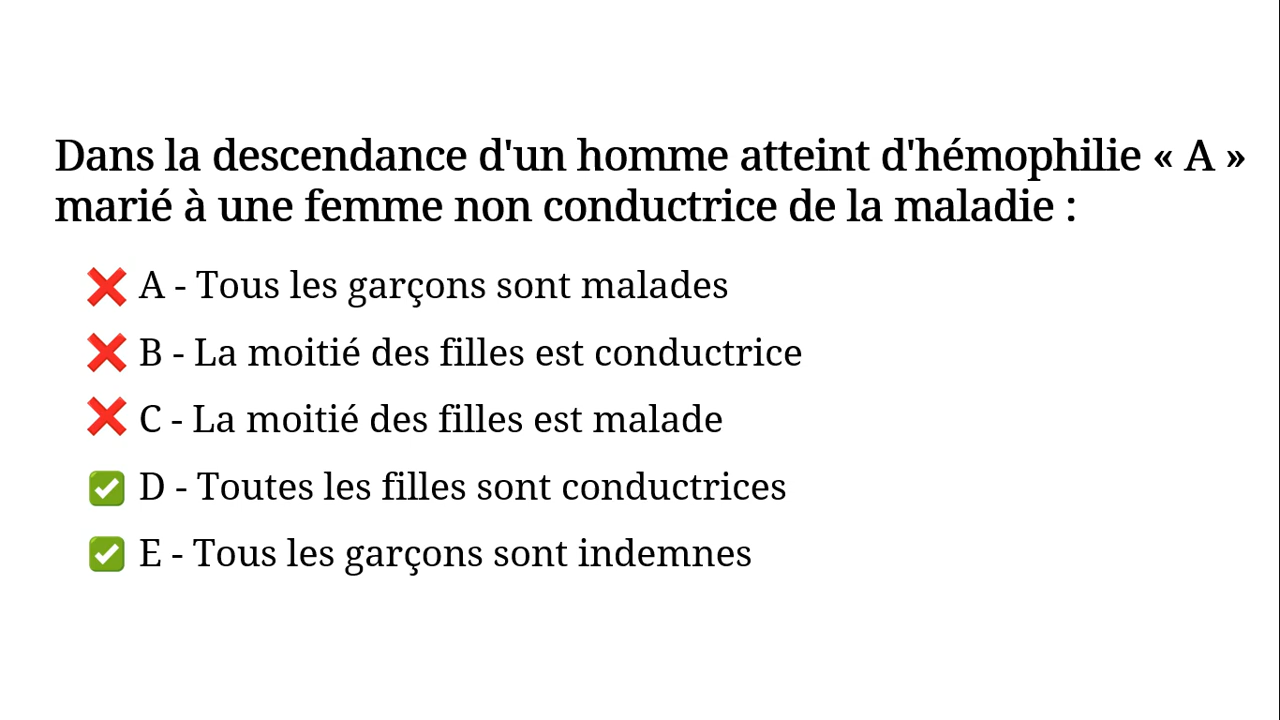 Dans la descendance d'un homme atteint d'hémophilie « A »
marié à une femme non conductrice de la maladie :
❌ A - Tous les garçons sont malades
❌ B - La moitié des filles est conductrice
❌ C - La moitié des filles est malade
✅ D - Toutes les filles sont conductrices
✅ E - Tous les garçons sont indemnes